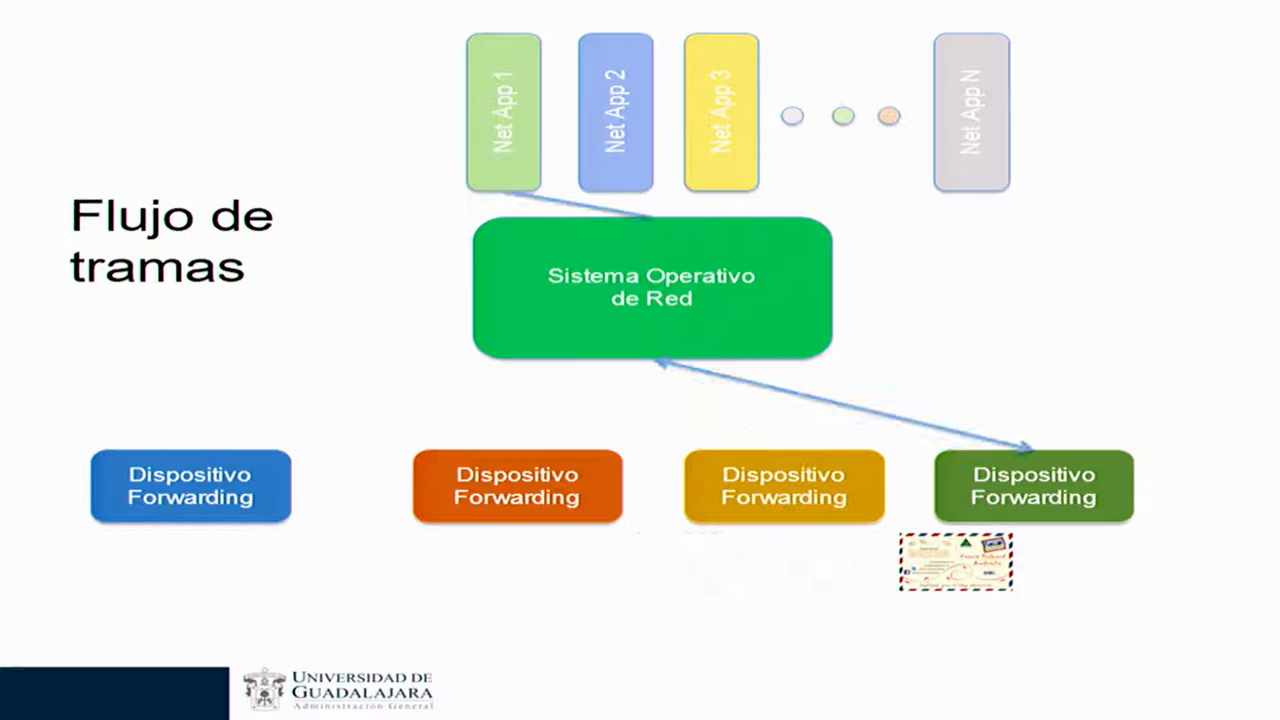 Net App 1
Net App 2
Net App 3
Net App N
Flujo de
tramas
Sistema Operativo
de Red
Dispositivo
Forwarding
Dispositivo
Forwarding
Dispositivo
Forwarding
Dispositivo
Forwarding
UNIVERSIDAD DE
GUADALAJARA
Administración General